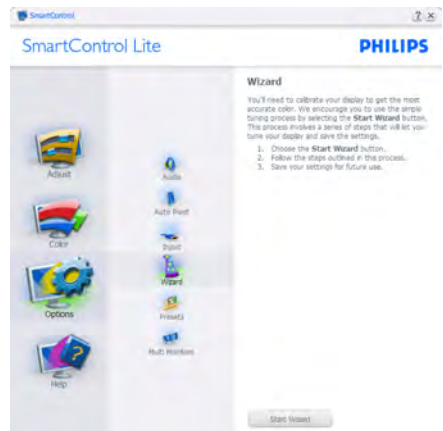 SmartControl
? ×
SmartControl Lite
PHILIPS
Wizard
You'll need to calibrate your display to get the most
accurate color. We encourage you to use the simple
tuning process by selecting the Start Wizard button.
This process involves a series of steps that will let you
tune your display and save the settings.
1. Choose the Start Wizard button.
2. Follow the steps outlined in this process.
3. Save your settings for future use.
Adjust
Color
Options
Help
Audio
Auto Pivot
Input
Wizard
Presets
Multi Monitors
Start Wizard